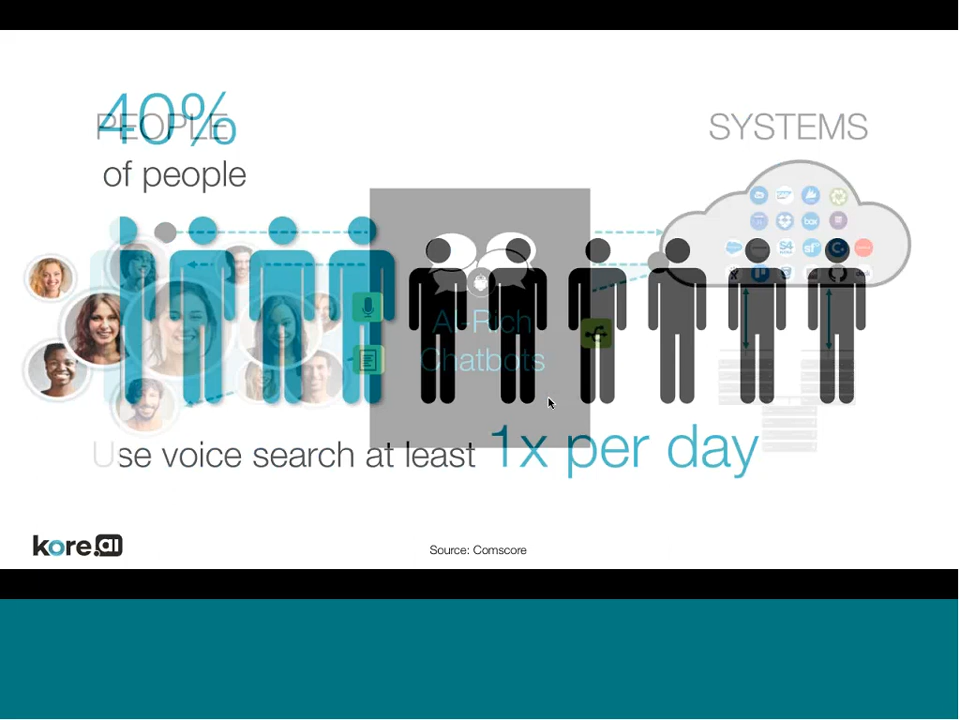 40%
PEOPLE
SYSTEMS
of people
AI-Rich
Chatbots
Use voice search at least 1x per day
kore.ai
Source: Comscore